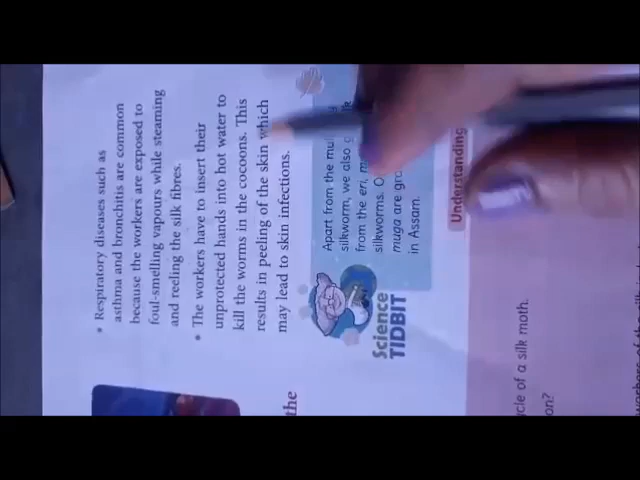 • Respiratory diseases such as
asthma and bronchitis are common
because the workers are exposed to
foul-smelling vapours while steaming
and reeling the silk fibres.
• The workers have to insert their
unprotected hands into hot water to
kill the worms in the cocoons. This
results in peeling of the skin which
may lead to skin infections.
the
Science
TIDBIT
Apart from the
silkworm, we also
from the eri,
silkworms.
muga are
in Assam.
Understanding
of a silk moth.